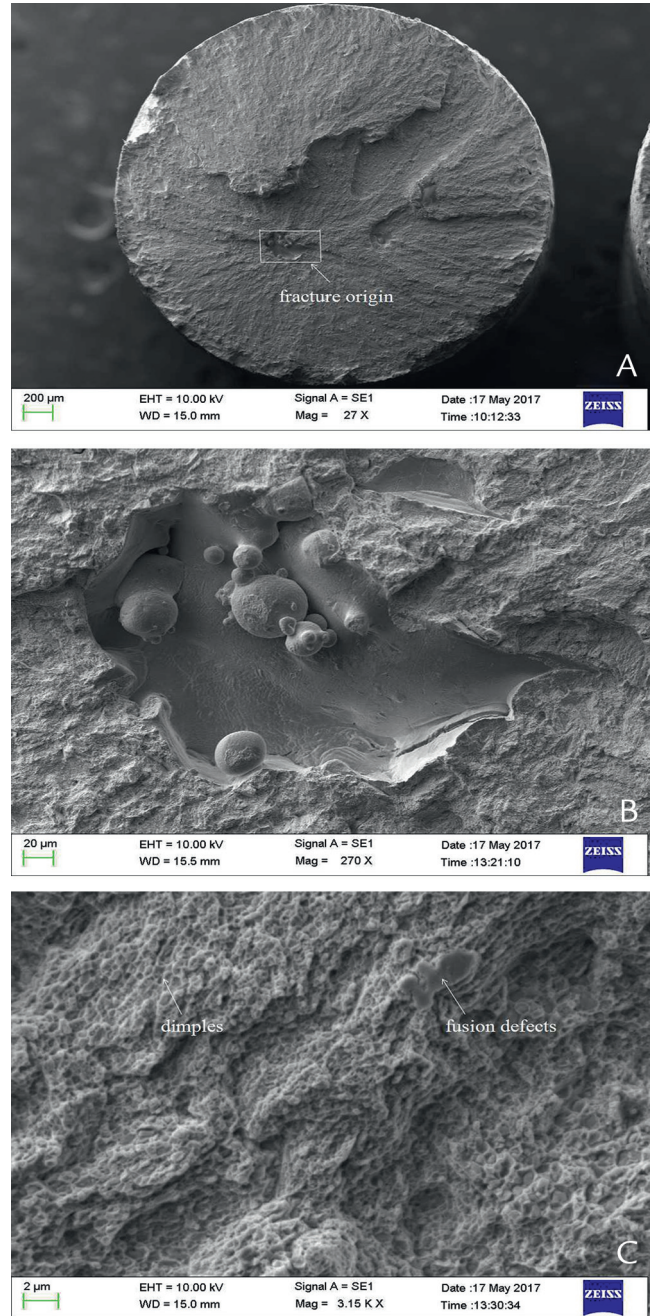 fracture origin
A
200 µm EHT = 10.00 kV Signal A = SE1 Date :17 May 2017 ZEISS
WD = 15.0 mm Mag = 27 X Time :10:12:33
B
20 µm EHT = 10.00 kV Signal A = SE1 Date :17 May 2017 ZEISS
WD = 15.5 mm Mag = 270 X Time :13:21:10
dimples fusion defects
C
2 µm EHT = 10.00 kV Signal A = SE1 Date :17 May 2017 ZEISS
WD = 15.0 mm Mag = 3.15 K X Time :13:30:34